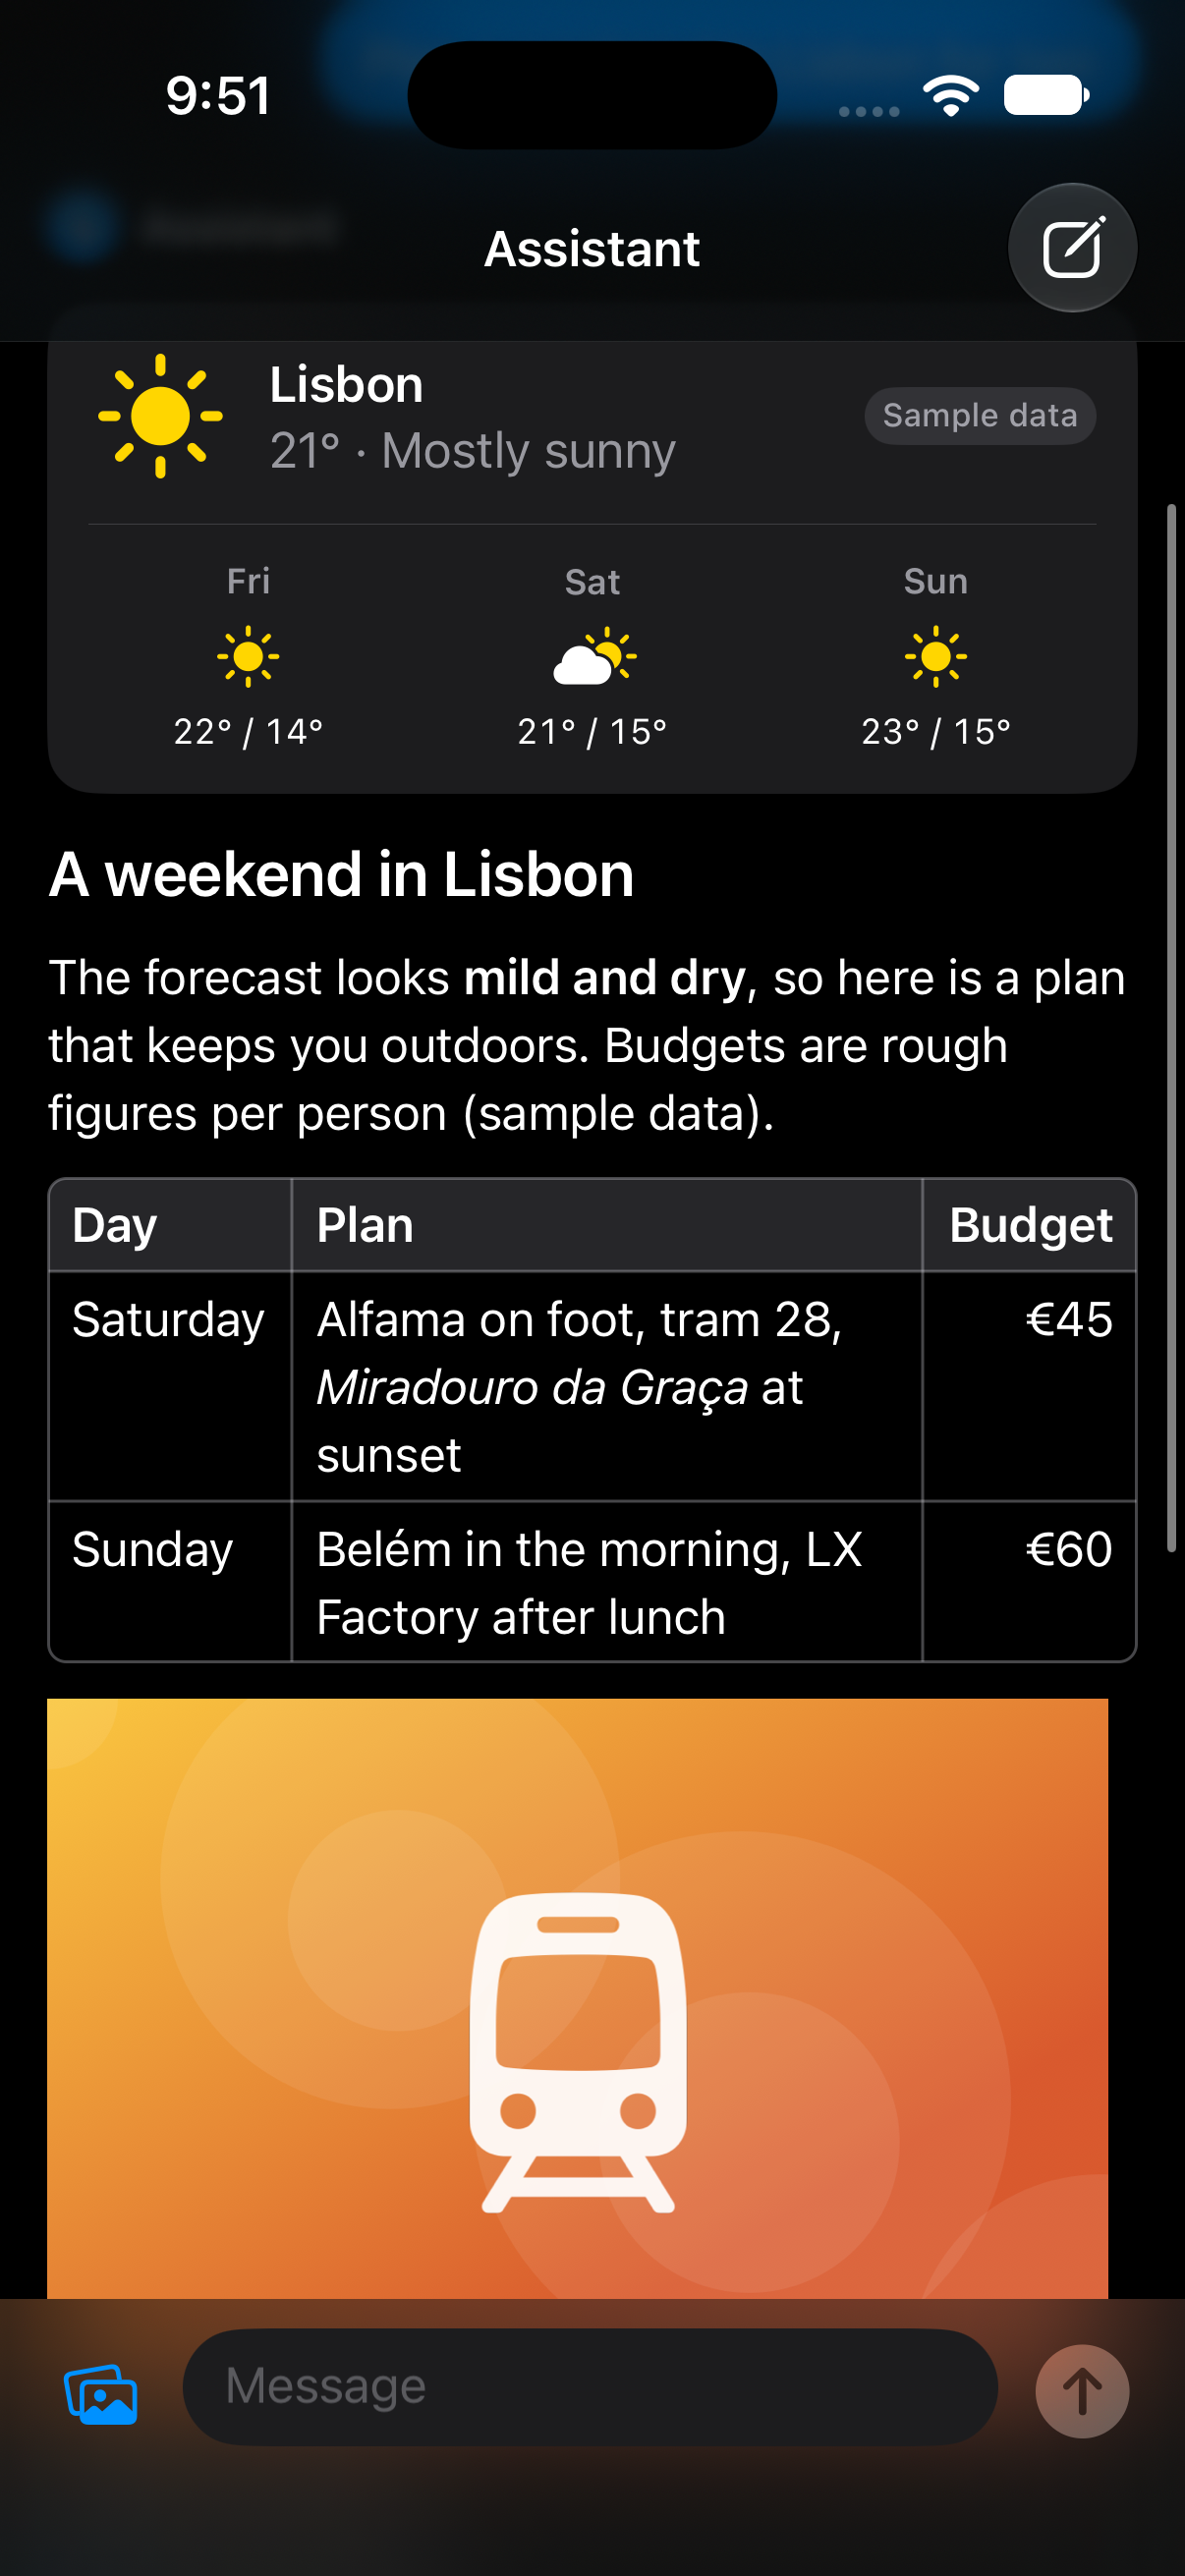 9:51
Assistant
Lisbon
21° · Mostly sunny
Sample data
Fri
Sat
Sun
22° / 14°
21° / 15°
23° / 15°
A weekend in Lisbon
The forecast looks mild and dry, so here is a plan
that keeps you outdoors. Budgets are rough
figures per person (sample data).
Day Plan Budget
Saturday Alfama on foot, tram 28, €45
Miradouro da Graça at
sunset
Sunday Belém in the morning, LX €60
Factory after lunch
Message